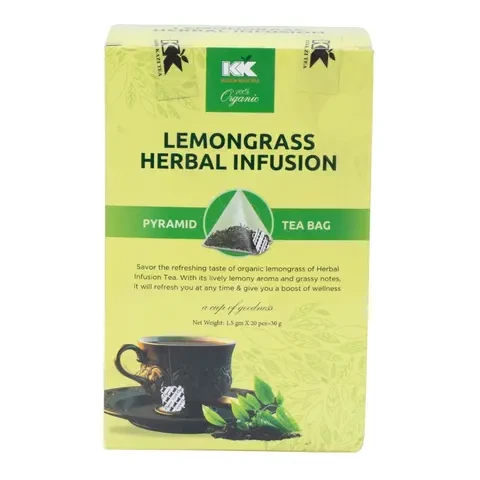 KK
100%
Organic
LEMONGRASS
HERBAL INFUSION
PYRAMID TEA BAG
Savor the refreshing taste of organic lemongrass of Herbal
Infusion Tea. With its lively lemony aroma and grassy notes,
it will refresh you at any time & give you a boost of wellness
a cup of goodness
Net Weight: 1.5 gm X 20 pcs=30 g